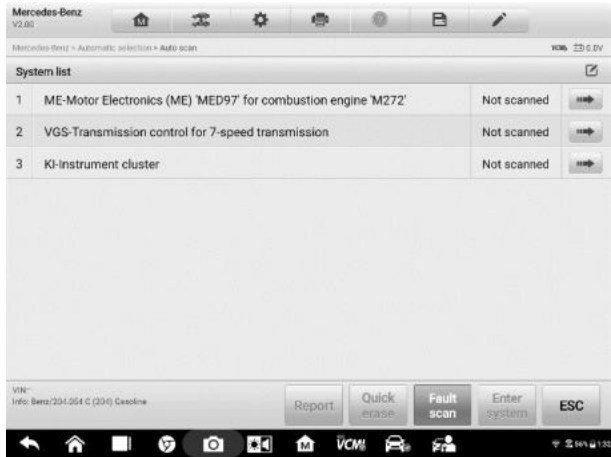 Mercedes-Benz
V2.00
Mercedes-Benz > Automatic selection > Auto scan
System list
1 ME-Motor Electronics (ME) 'MED97' for combustion engine 'M272' Not scanned
2 VGS-Transmission control for 7-speed transmission Not scanned
3 KI-Instrument cluster Not scanned
VIN:
Info: Benz/204.054 C (204) Gasoline
Report Quick erase Fault scan Enter system ESC
VCMI